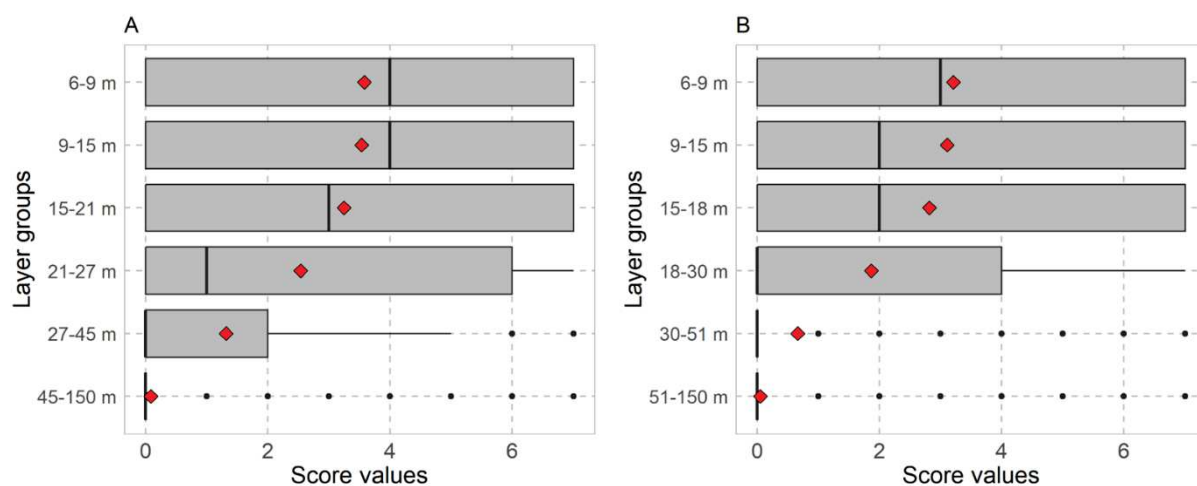 A
Layer groups
6-9 m
9-15 m
15-21 m
21-27 m
27-45 m
45-150 m
0 2 4 6
Score values
B
Layer groups
6-9 m
9-15 m
15-18 m
18-30 m
30-51 m
51-150 m
0 2 4 6
Score values